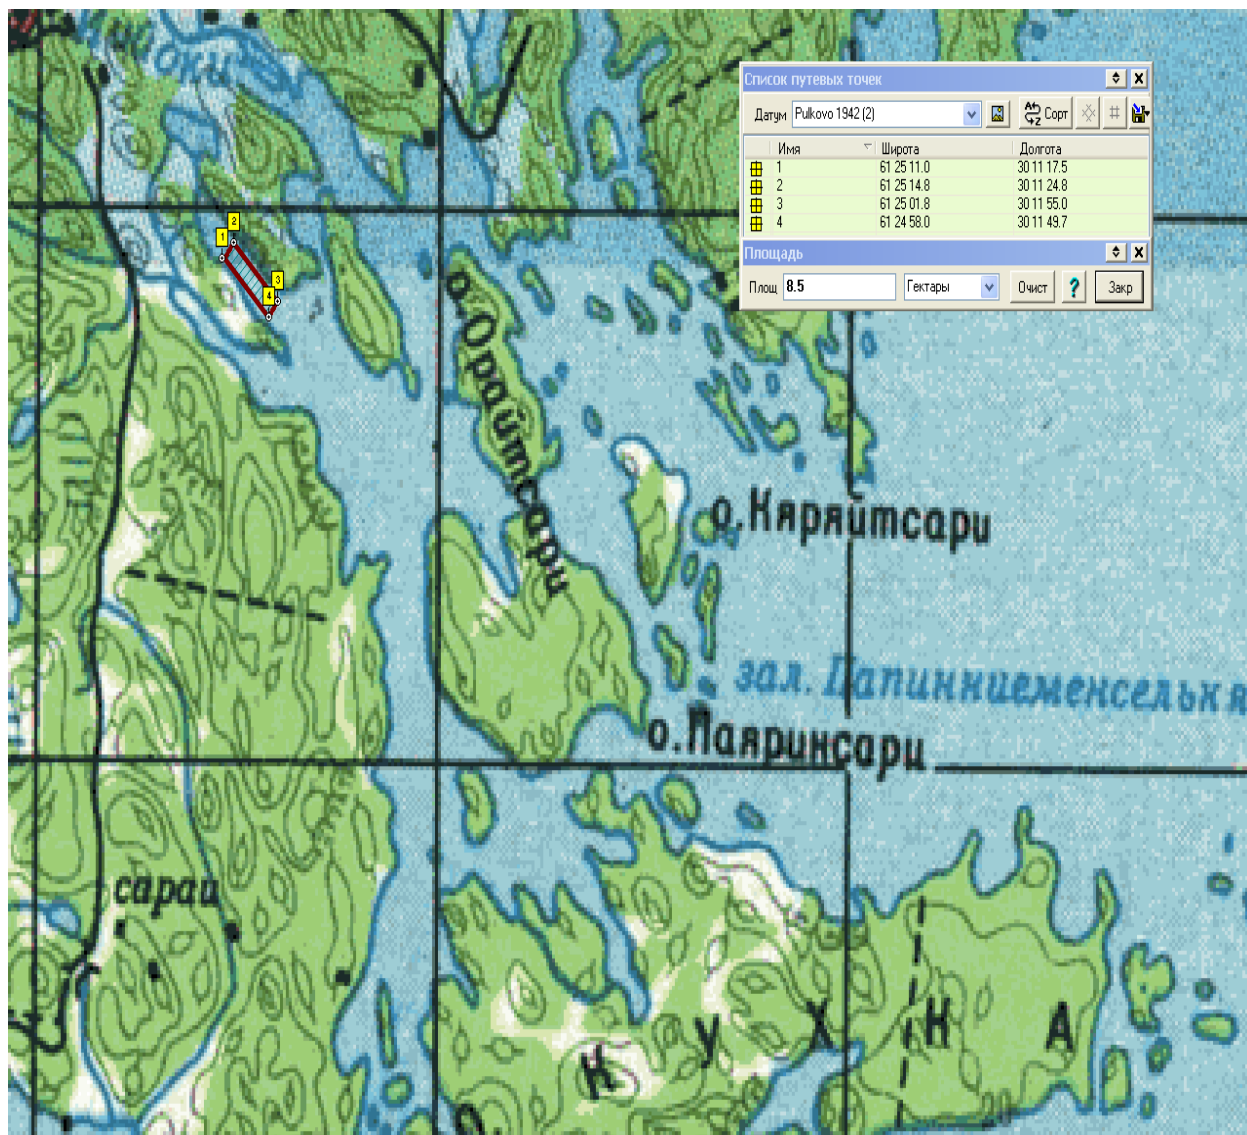 Список путевых точек
Датум Pulkovo 1942 (2) Сорт
Имя Широта Долгота
1 61 25 11.0 30 11 17.5
2 61 25 14.8 30 11 24.8
3 61 25 01.8 30 11 55.0
4 61 24 58.0 30 11 49.7
Площадь
Площ 8.5 Гектары Очист ? Закр
2
1
3
4
о. Орайтсари
о.Кяряйтсари
зал. Папинниеменселькя
о.Паяринсари
сараи
К У Х К А